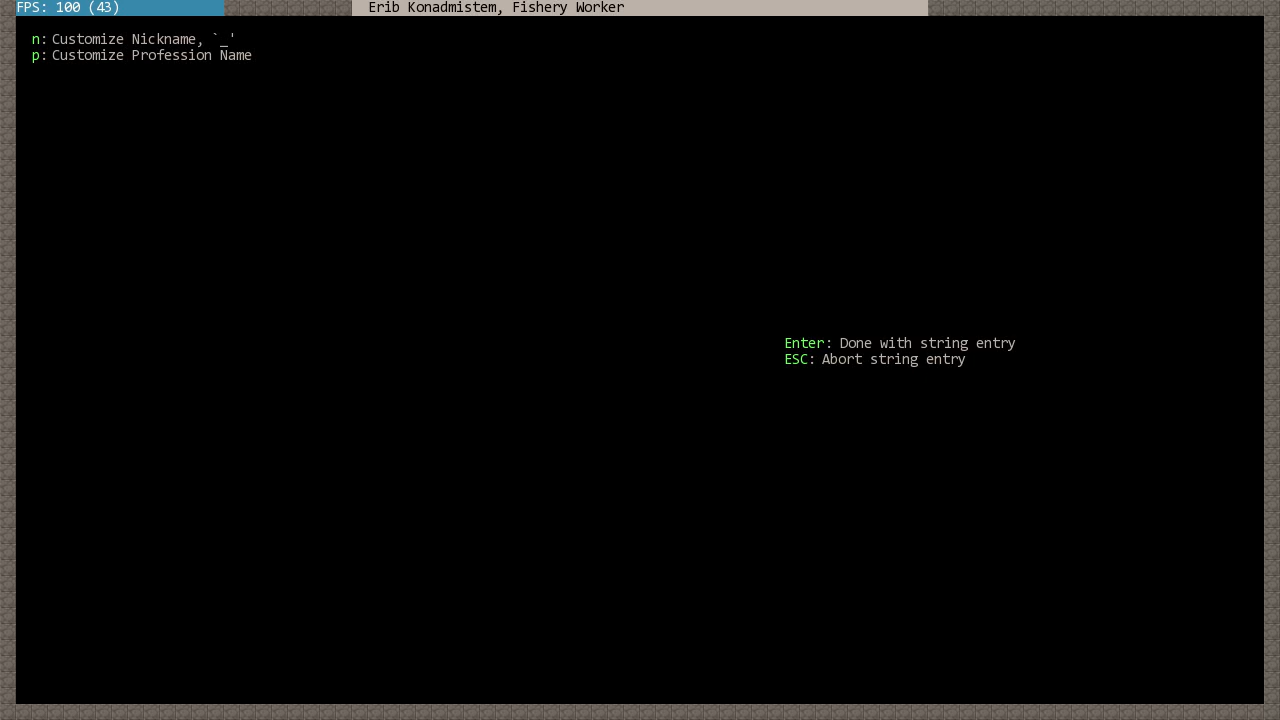 FPS: 100 (43)
Erib Konadmistem, Fishery Worker
n: Customize Nickname, `_'
p: Customize Profession Name
Enter: Done with string entry
ESC: Abort string entry